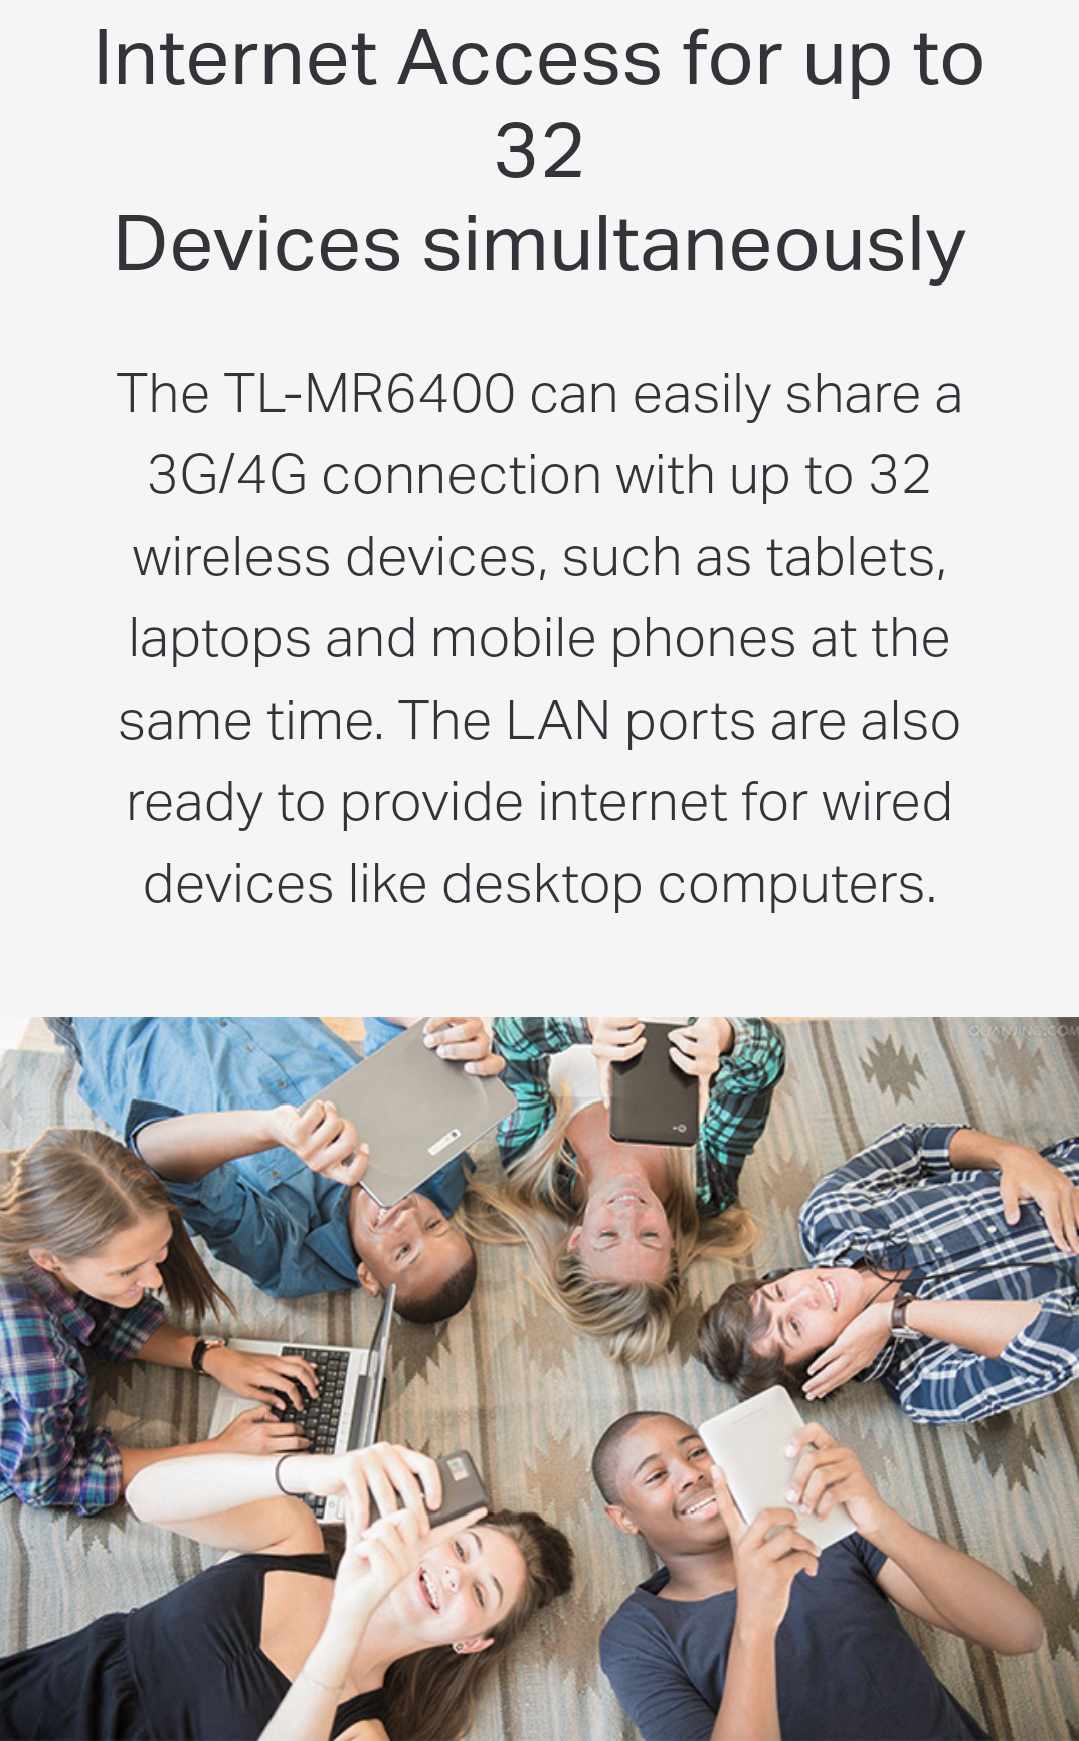 Internet Access for up to
32
Devices simultaneously
The TL-MR6400 can easily share a
3G/4G connection with up to 32
wireless devices, such as tablets,
laptops and mobile phones at the
same time. The LAN ports are also
ready to provide internet for wired
devices like desktop computers.
QUANJING.COM